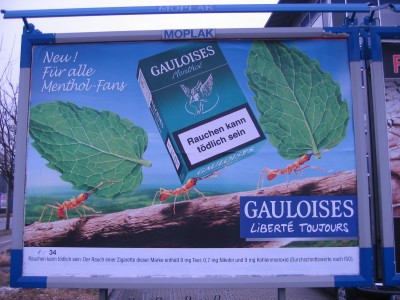 MOPLAK
MOPLAK
Neu !
Für alle
Menthol-Fans
GAULOISES
Menthol
Rauchen kann
tödlich sein
GAULOISES
GAULOISES
LIBERTÉ TOUJOURS
34
Rauchen kann tödlich sein. Der Rauch einer Zigarette dieser Marke enthält 9 mg Teer, 0,7 mg Nikotin und 9 mg Kohlenmonoxid (Durchschnittswerte nach ISO).